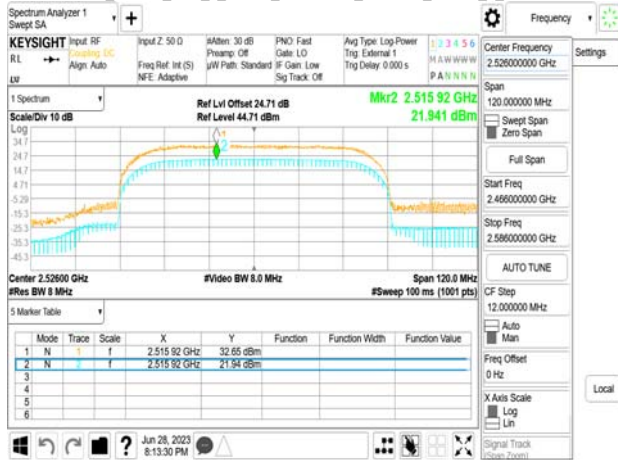 Spectrum Analyzer 1
Swept SA
+
Frequency
KEYSIGHT
Input: RF
Coupling: DC
Align: Auto
Input Z: 50 Ω
Freq Ref: Int (S)
NFE: Adaptive
#Atten: 30 dB
Preamp: Off
µW Path: Standard
PNO: Fast
Gate: LO
IF Gain: Low
Sig Track: Off
Avg Type: Log-Power
Trig: External 1
Trig Delay: 0.000 s
1 2 3 4 5 6
M A W W W W
P A N N N N
RL
LV
Center Frequency
2.526000000 GHz
Settings
1 Spectrum
Scale/Div 10 dB
Ref Lvl Offset 24.71 dB
Ref Level 44.71 dBm
Mkr2 2.515 92 GHz
21.941 dBm
Log
34.7
24.7
14.7
4.71
-5.29
-15.3
-25.3
-35.3
-45.3
1
2
Center 2.52600 GHz
#Res BW 8 MHz
#Video BW 8.0 MHz
Span 120.0 MHz
#Sweep 100 ms (1001 pts)
Span
120.000000 MHz
Swept Span
Zero Span
Full Span
Start Freq
2.466000000 GHz
Stop Freq
2.586000000 GHz
AUTO TUNE
CF Step
12.000000 MHz
Auto
Man
Freq Offset
0 Hz
X Axis Scale
Log
Lin
Signal Track
(Span Zoom)
Local
5 Marker Table
Mode Trace Scale X Y Function Function Width Function Value
1 N 1 f 2.515 92 GHz 32.65 dBm
2 N 2 f 2.515 92 GHz 21.94 dBm
3
4
5
6
?
Jun 28, 2023
8:13:30 PM